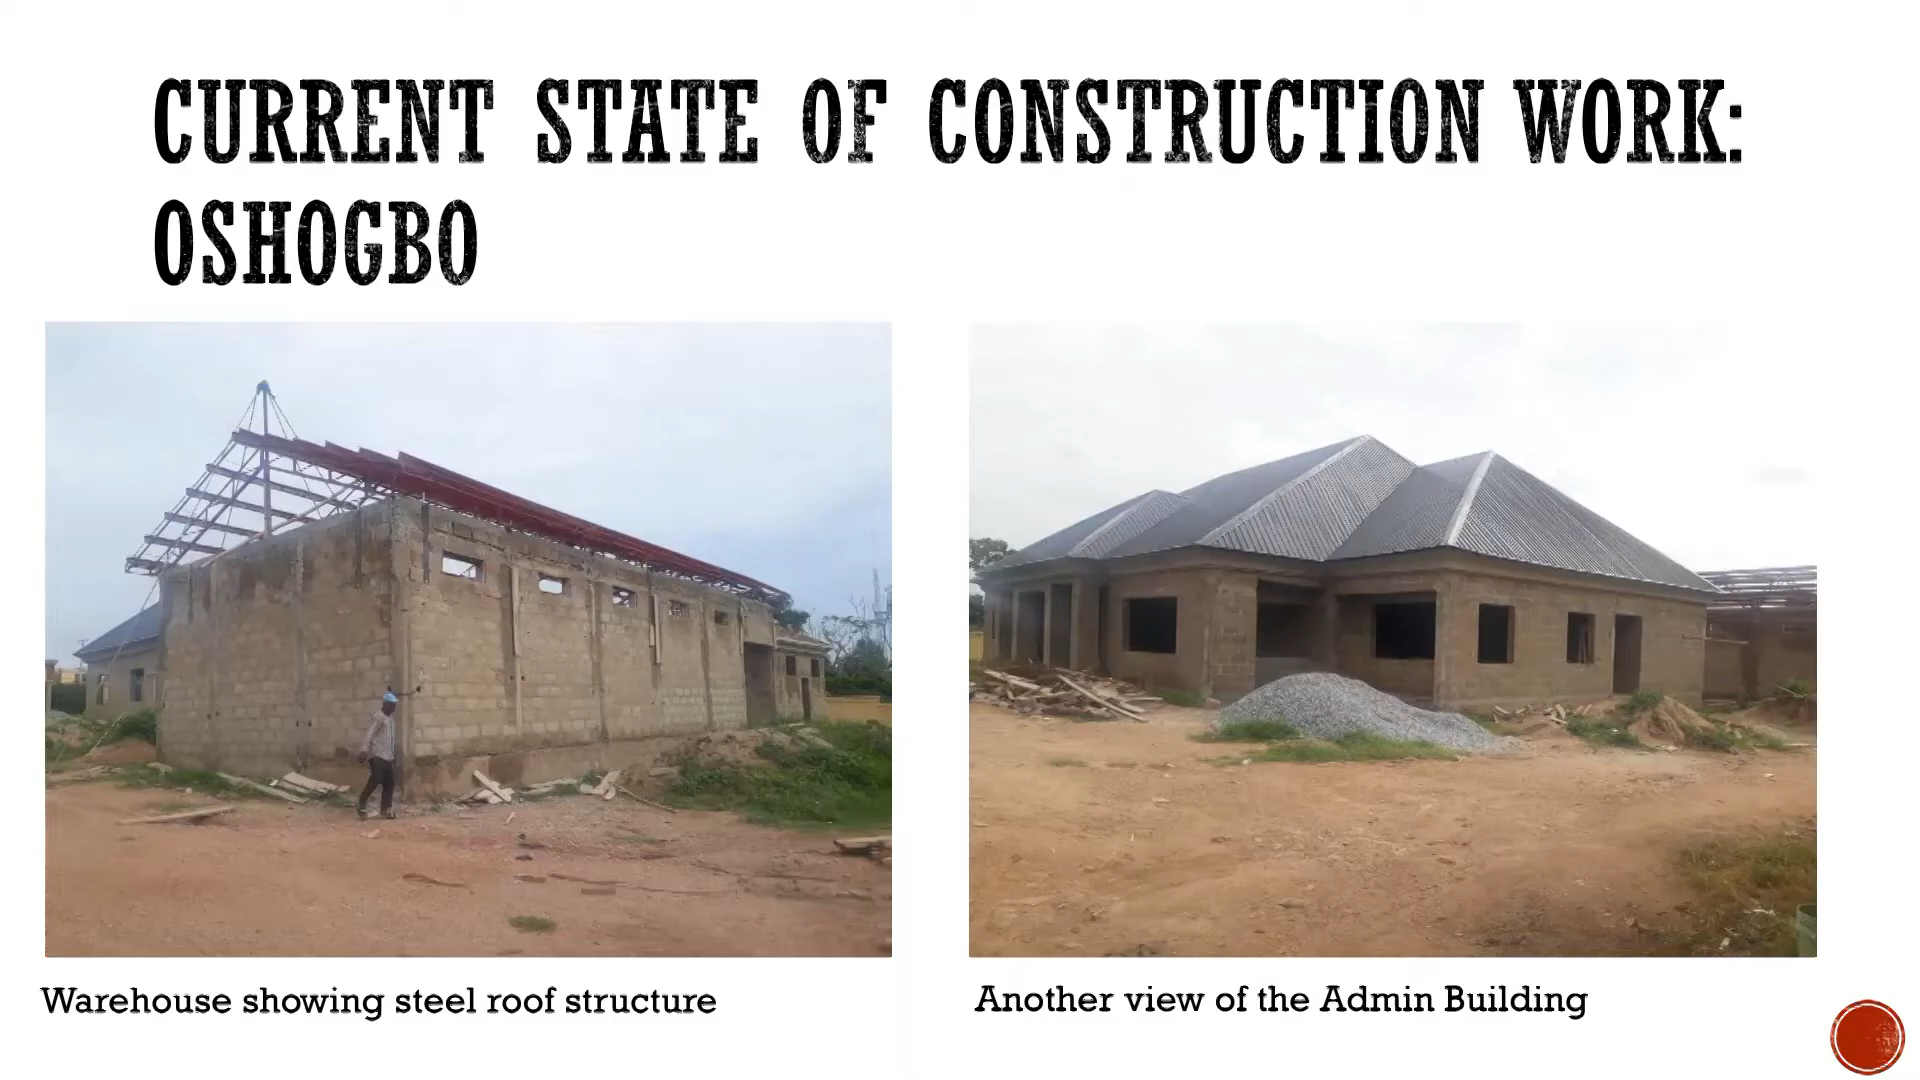 CURRENT STATE OF CONSTRUCTION WORK:
OSHOGBO
Warehouse showing steel roof structure
Another view of the Admin Building